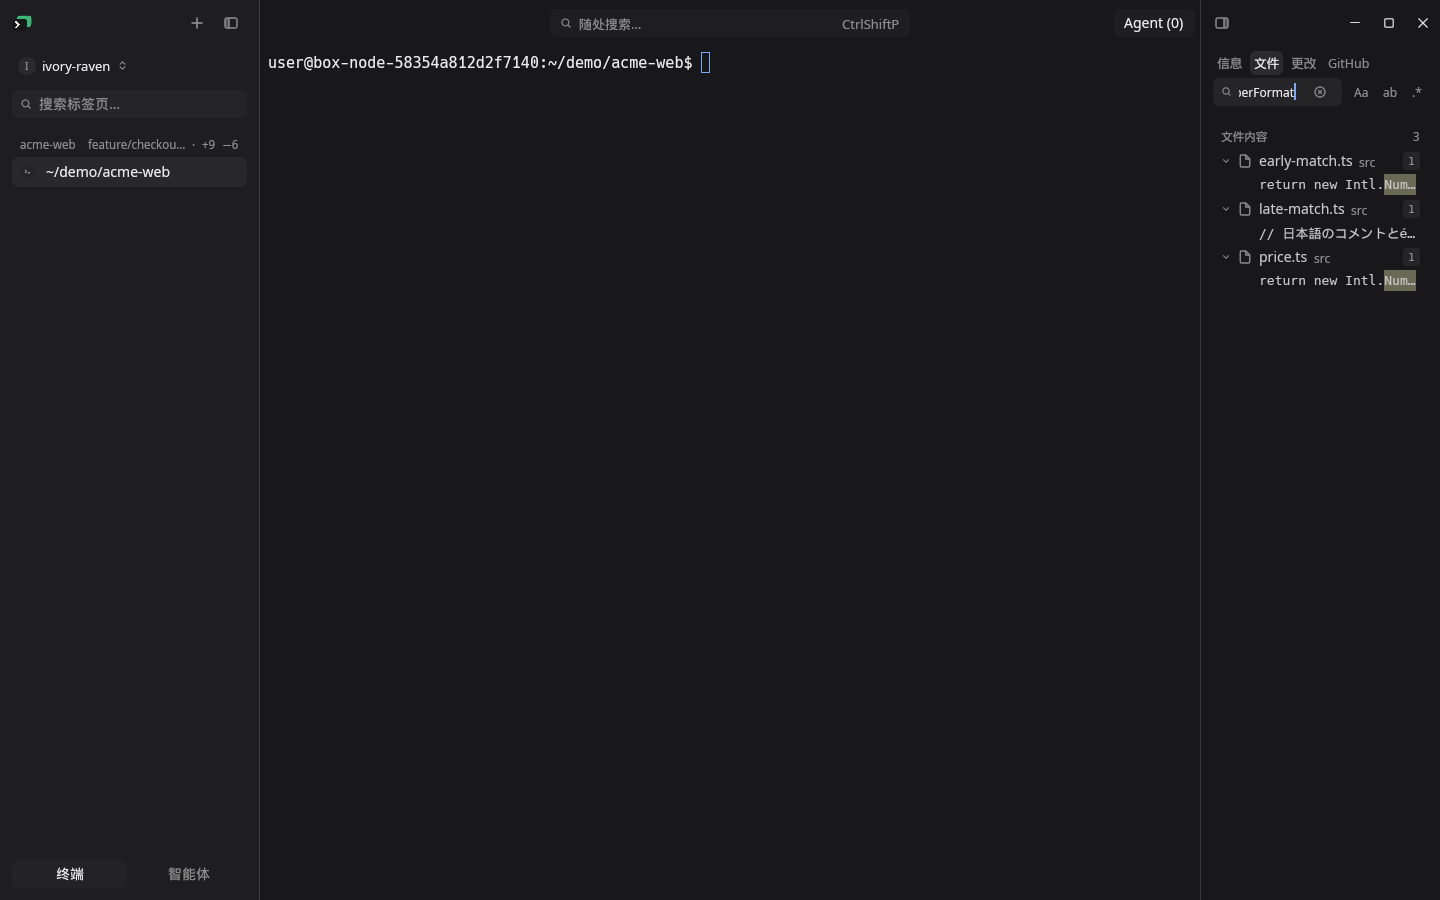 I ivory-raven
搜索标签页...
acme-web feature/checkou... · +9 −6
~/demo/acme-web
终端 智能体
随处搜索... CtrlShiftP
Agent (0)
user@box-node-58354a812d2f7140:~/demo/acme-web$
信息 文件 更改 GitHub
berFormat Aa ab .*
文件内容 3
early-match.ts src 1
return new Intl.Num…
late-match.ts src 1
// 日本語のコメントとé…
price.ts src 1
return new Intl.Num…